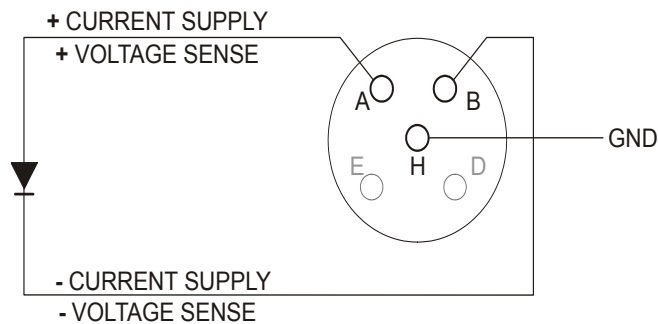 + CURRENT SUPPLY
+ VOLTAGE SENSE
A
B
GND
E
H
D
- CURRENT SUPPLY
- VOLTAGE SENSE